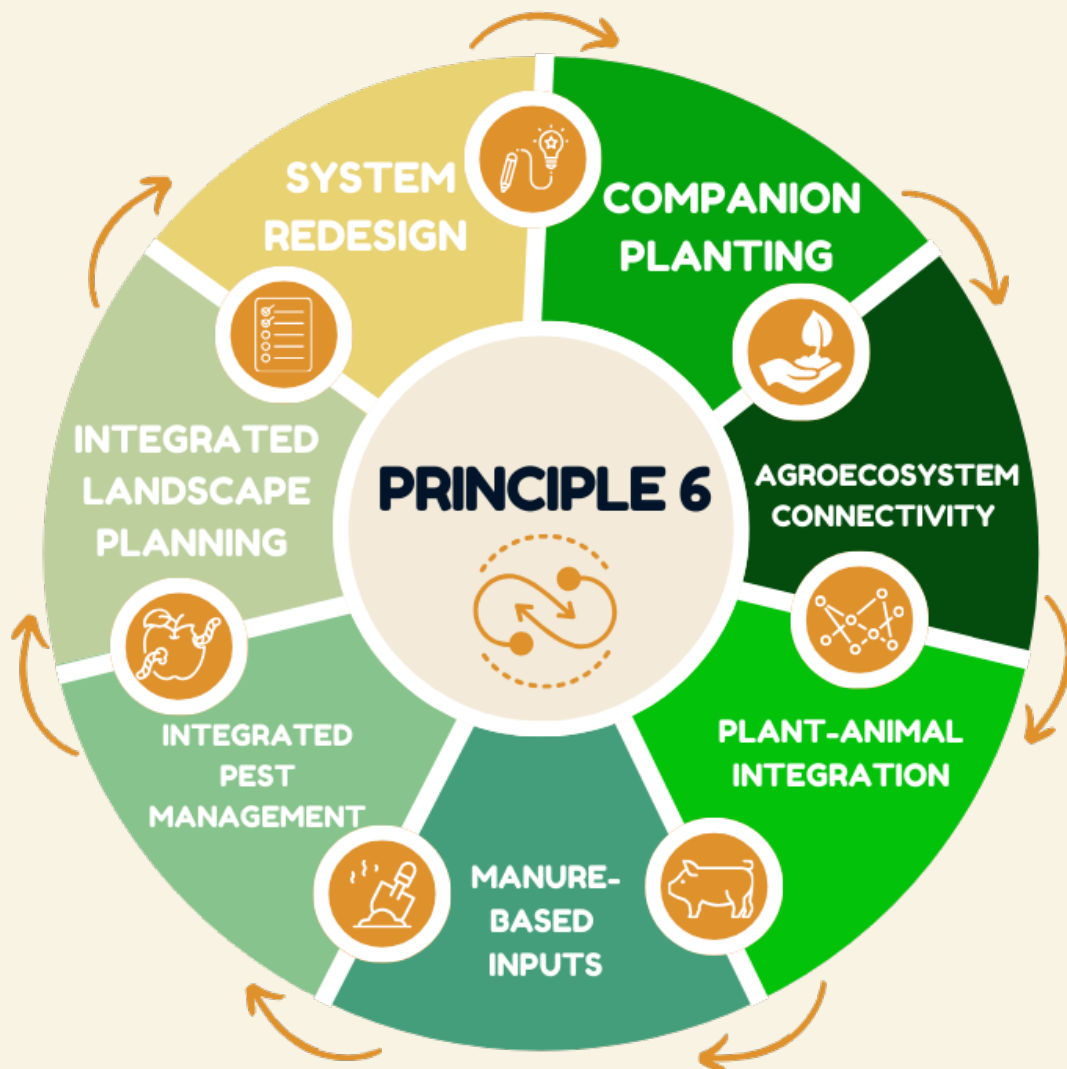 PRINCIPLE 6
COMPANION
PLANTING
AGROECOSYSTEM
CONNECTIVITY
PLANT-ANIMAL
INTEGRATION
MANURE-
BASED
INPUTS
INTEGRATED
PEST
MANAGEMENT
INTEGRATED
LANDSCAPE
PLANNING
SYSTEM
REDESIGN